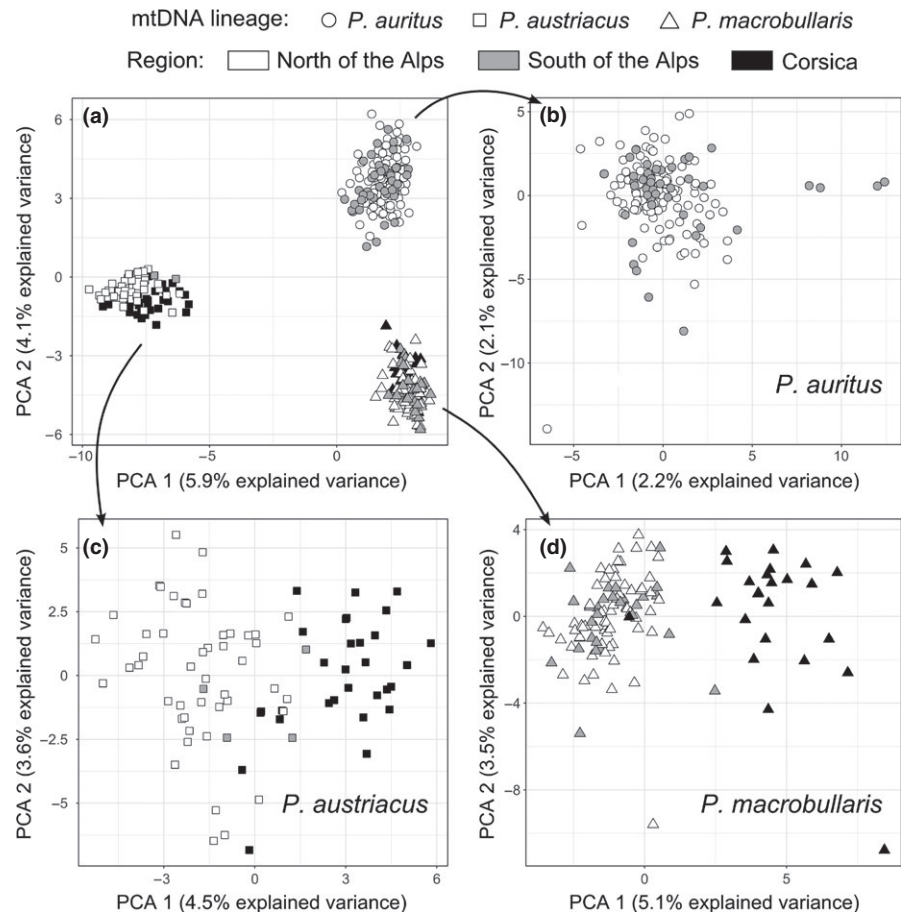 mtDNA lineage: P. auritus P. austriacus P. macrobullaris
Region: North of the Alps South of the Alps Corsica
(a)
6
3
0
−3
−6
−10
−5
0
PCA 2 (4.1% explained variance)
PCA 1 (5.9% explained variance)
(b)
5
0
−5
−10
−5
0
5
10
PCA 2 (2.1% explained variance)
PCA 1 (2.2% explained variance)
P. auritus
(c)
5
2.5
0
−2.5
−5
−3
0
3
6
PCA 2 (3.6% explained variance)
PCA 1 (4.5% explained variance)
P. austriacus
(d)
4
0
−4
−8
0
5
PCA 2 (3.5% explained variance)
PCA 1 (5.1% explained variance)
P. macrobullaris